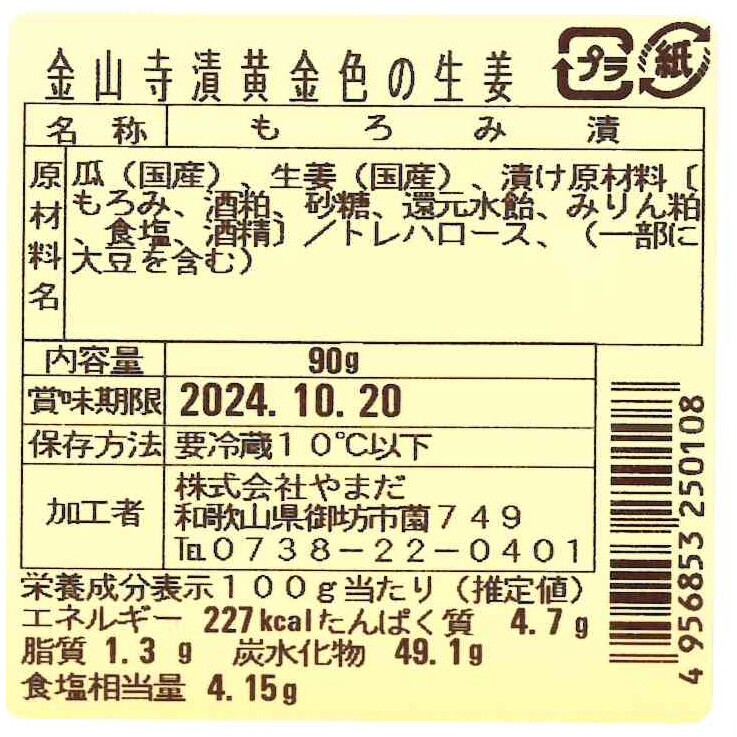 金山寺漬黄金色の生姜
プラ 紙
名称 もろみ漬
原材料名 瓜（国産）、生姜（国産）、漬け原材料〔
もろみ、酒粕、砂糖、還元水飴、みりん粕
、食塩、酒精〕／トレハロース、（一部に
大豆を含む）
内容量 90g
賞味期限 2024. 10. 20
保存方法 要冷蔵１０℃以下
加工者 株式会社やまだ
和歌山県御坊市薗７４９
℡０７３８－２２－０４０１
栄養成分表示１００ｇ当たり（推定値）
エネルギー 227kcalたんぱく質 4.7g
脂質 1.3g 炭水化物 49.1g
食塩相当量 4.15g
4 956853 250108